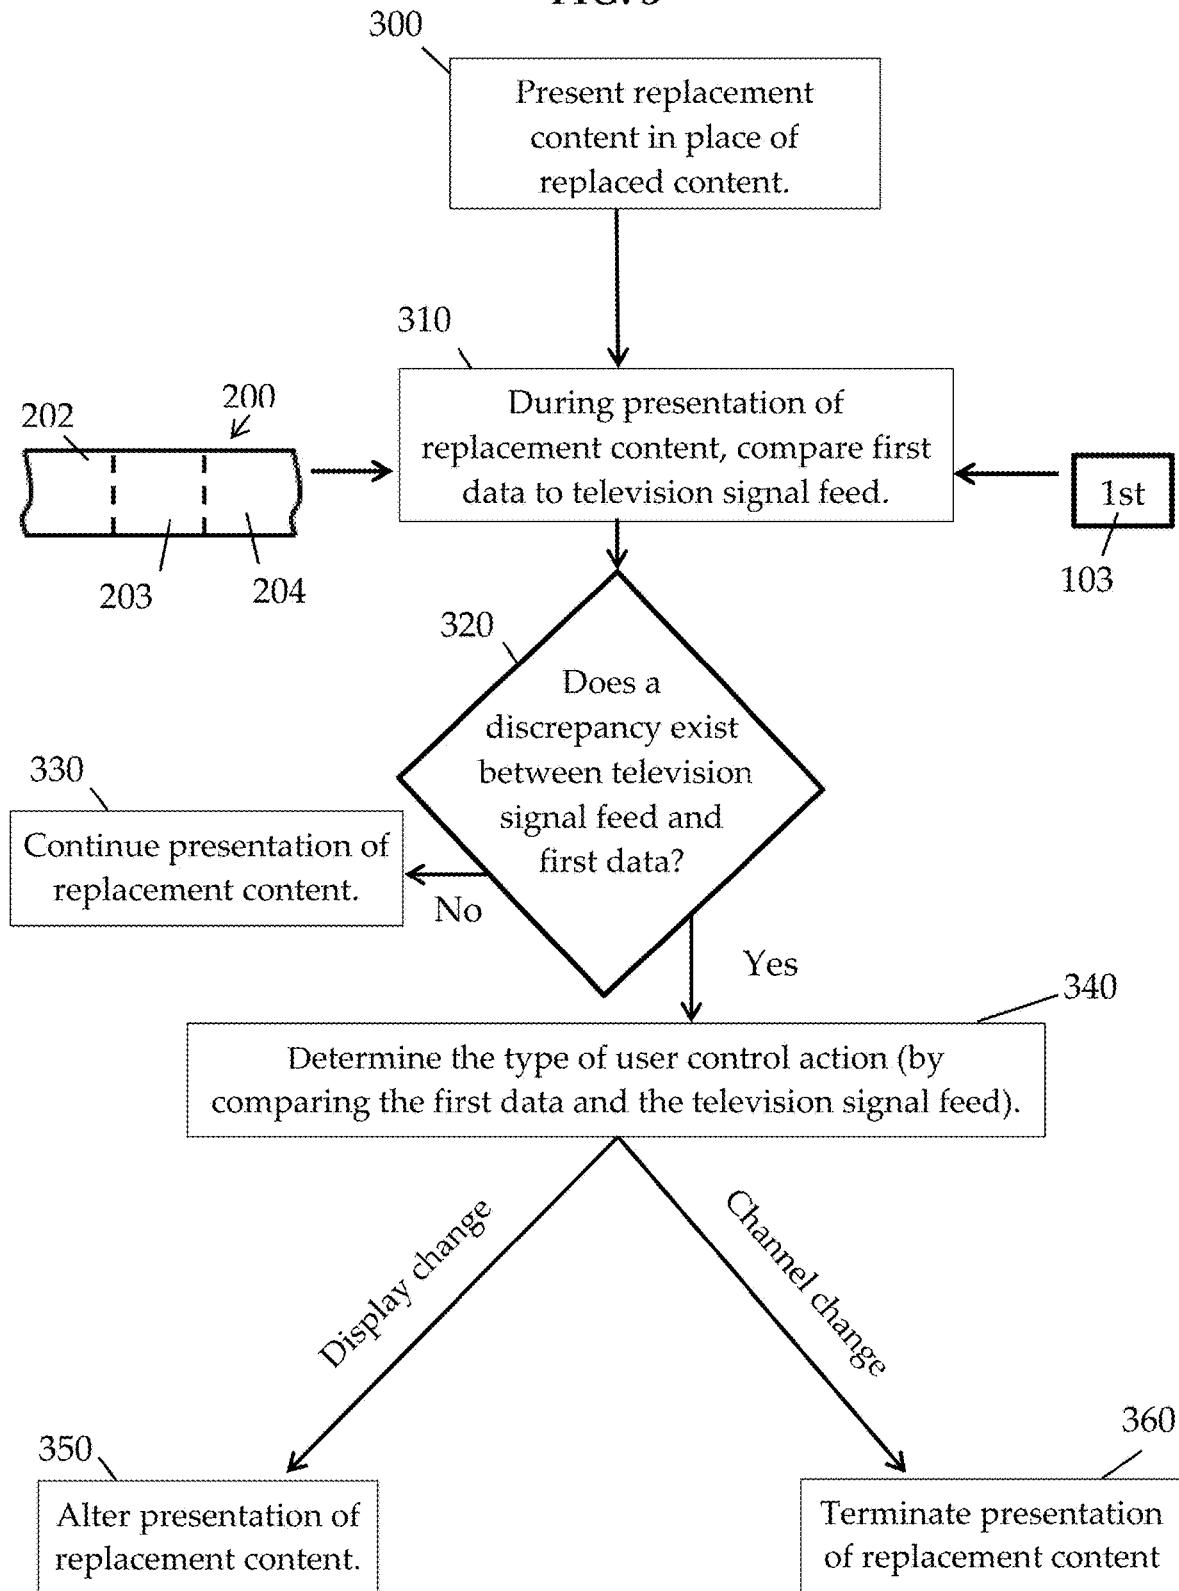 300
Present replacement
content in place of
replaced content.
310
During presentation of
replacement content, compare first
data to television signal feed.
202
200
203
204
1st
103
320
Does a
discrepancy exist
between television
signal feed and
first data?
330
Continue presentation of
replacement content.
No
Yes
340
Determine the type of user control action (by
comparing the first data and the television signal feed).
Display change
Channel change
350
Alter presentation of
replacement content.
360
Terminate presentation
of replacement content